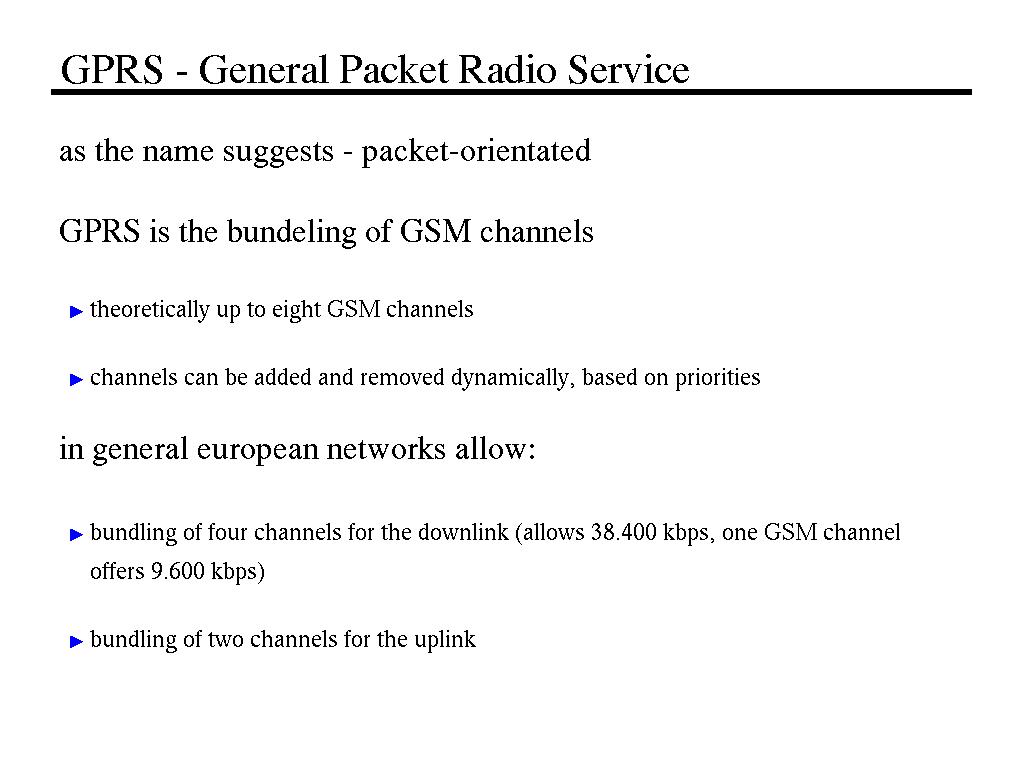 GPRS - General Packet Radio Service
as the name suggests - packet-orientated
GPRS is the bundeling of GSM channels
theoretically up to eight GSM channels
channels can be added and removed dynamically, based on priorities
in general european networks allow:
bundling of four channels for the downlink (allows 38.400 kbps, one GSM channel
offers 9.600 kbps)
bundling of two channels for the uplink